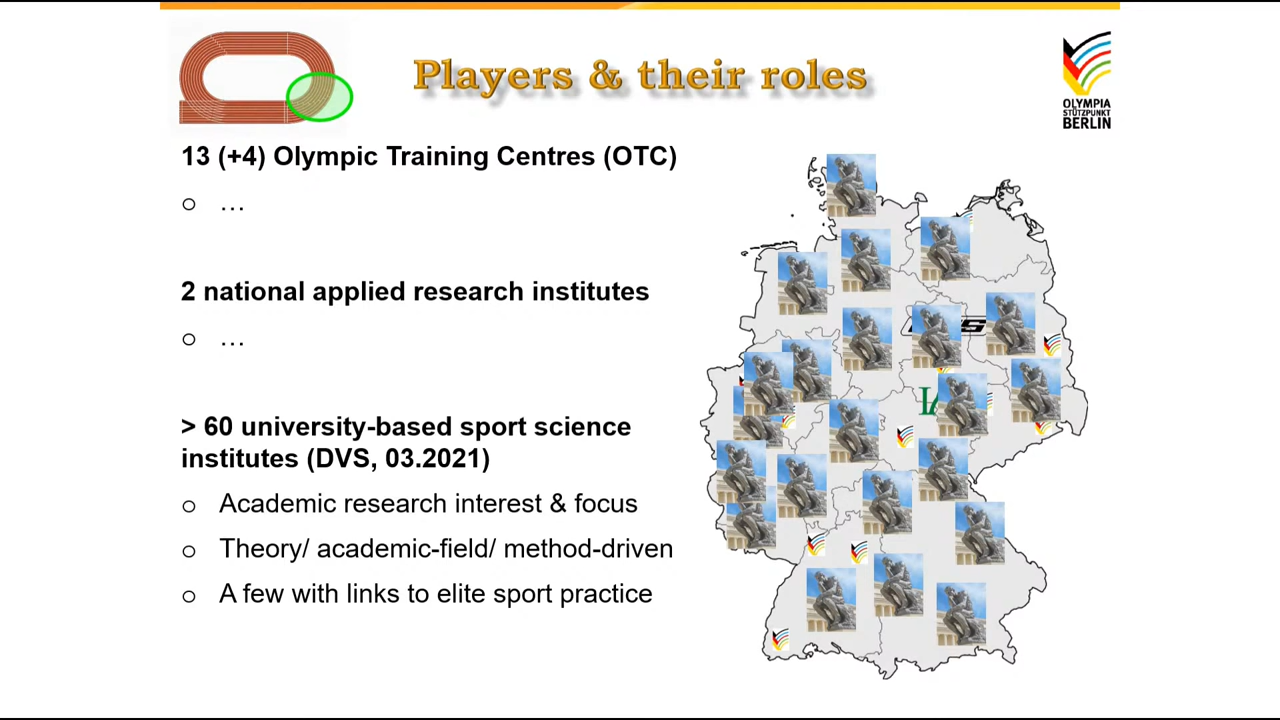 Players & their roles
OLYMPIA
STÜTZPUNKT
BERLIN
13 (+4) Olympic Training Centres (OTC)
o ...
2 national applied research institutes
o ...
> 60 university-based sport science
institutes (DVS, 03.2021)
o Academic research interest & focus
o Theory/ academic-field/ method-driven
o A few with links to elite sport practice